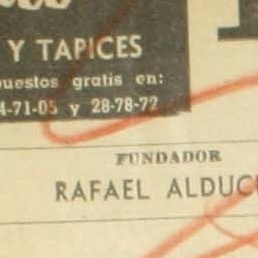 Y TAPICES
puestos gratis en:
4-71-05 y 28-78-72
FUNDADOR
RAFAEL ALDUC